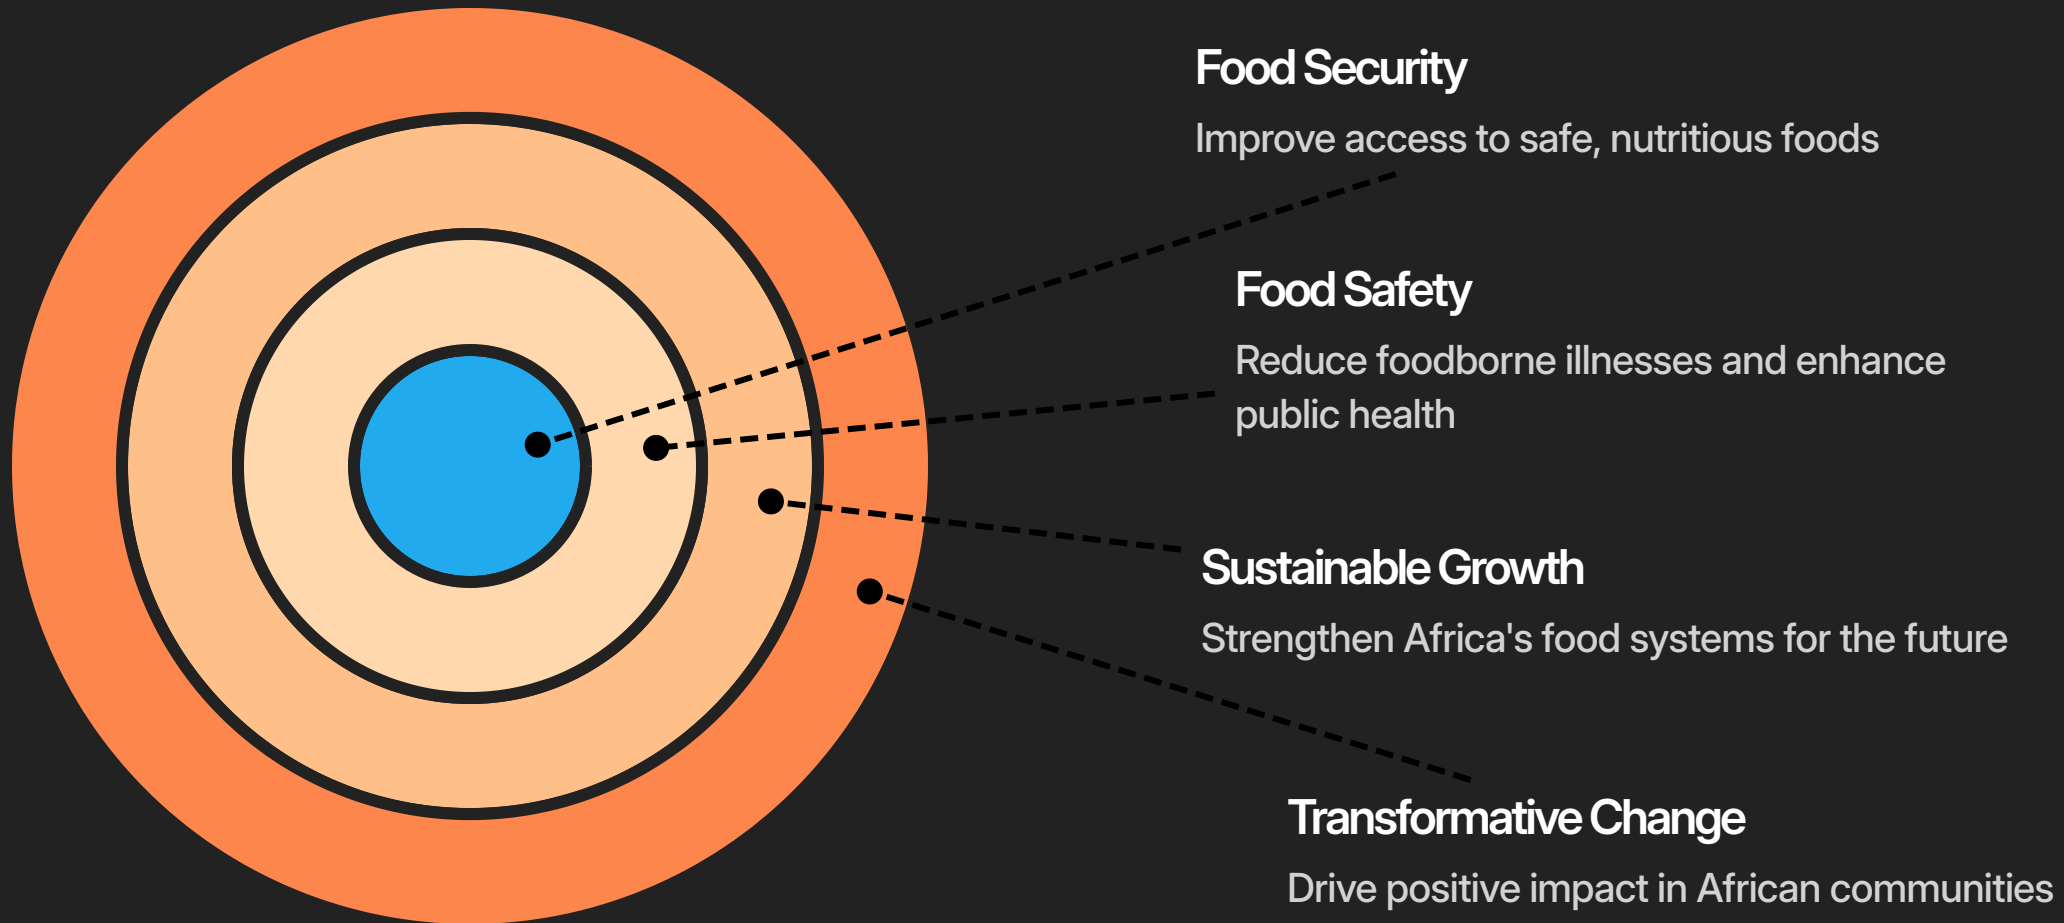 Food Security
Improve access to safe, nutritious foods
Food Safety
Reduce foodborne illnesses and enhance
public health
Sustainable Growth
Strengthen Africa's food systems for the future
Transformative Change
Drive positive impact in African communities